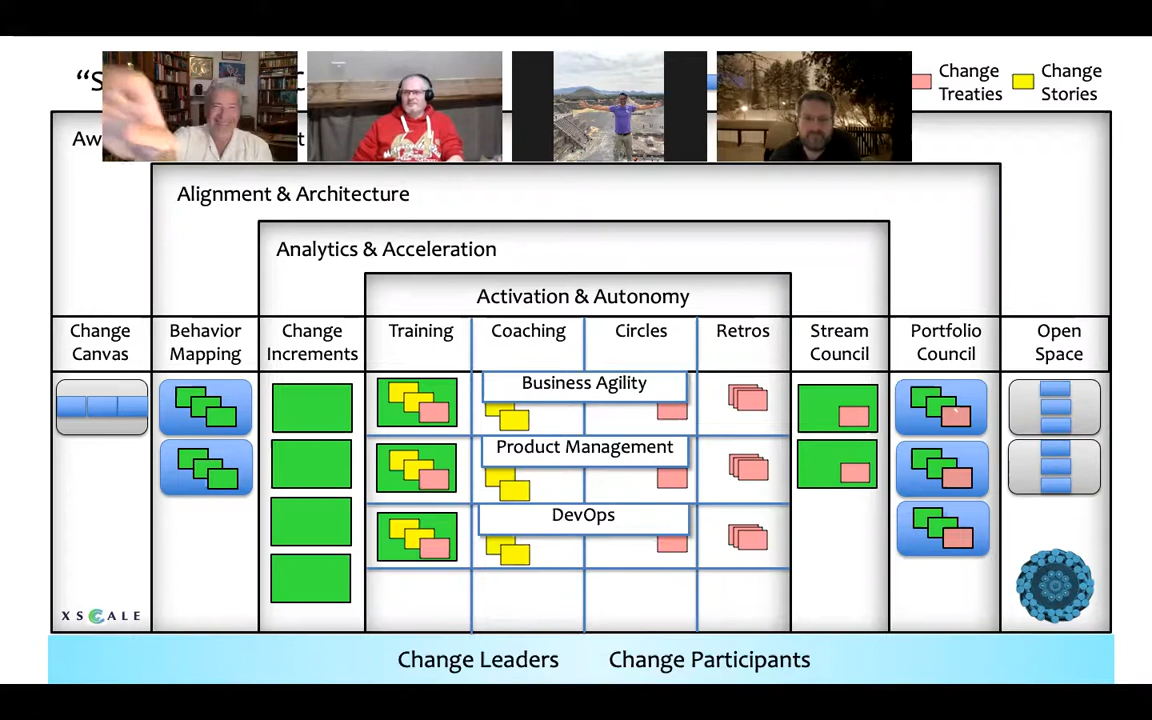 Change
Treaties
Change
Stories
Alignment & Architecture
Analytics & Acceleration
Activation & Autonomy
Change
Canvas
Behavior
Mapping
Change
Increments
Training
Coaching
Circles
Retros
Stream
Council
Portfolio
Council
Open
Space
Business Agility
Product Management
DevOps
XSCALE
Change Leaders
Change Participants